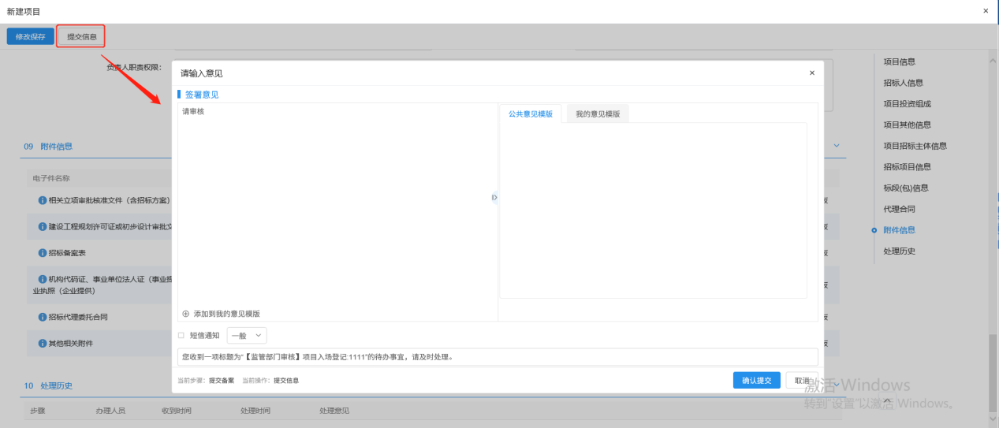 新建项目
×
修改保存 提交信息
负责人职责权限:
项目信息
招标人信息
项目投资组成
项目其他信息
项目招标主体信息
招标项目信息
标段(包)信息
代理合同
附件信息
处理历史
请输入意见
×
签署意见
请审核
公共意见模版 我的意见模版
添加到我的意见模版
短信通知 一般
您收到一项标题为“【监管部门审核】项目入场登记:1111”的待办事宜，请及时处理。
当前步骤: 提交备案 当前操作: 提交信息
确认提交 取消
09 附件信息
电子件名称
相关立项审批核准文件（含招标方案）
建设工程规划许可证或初步设计审批文
招标备案表
机构代码证、事业单位法人证（事业提
业执照（企业提供）
招标代理委托合同
其他相关附件
10 处理历史
步骤 办理人员 收到时间 处理时间 处理意见
激活 Windows
转到“设置”以激活 Windows。